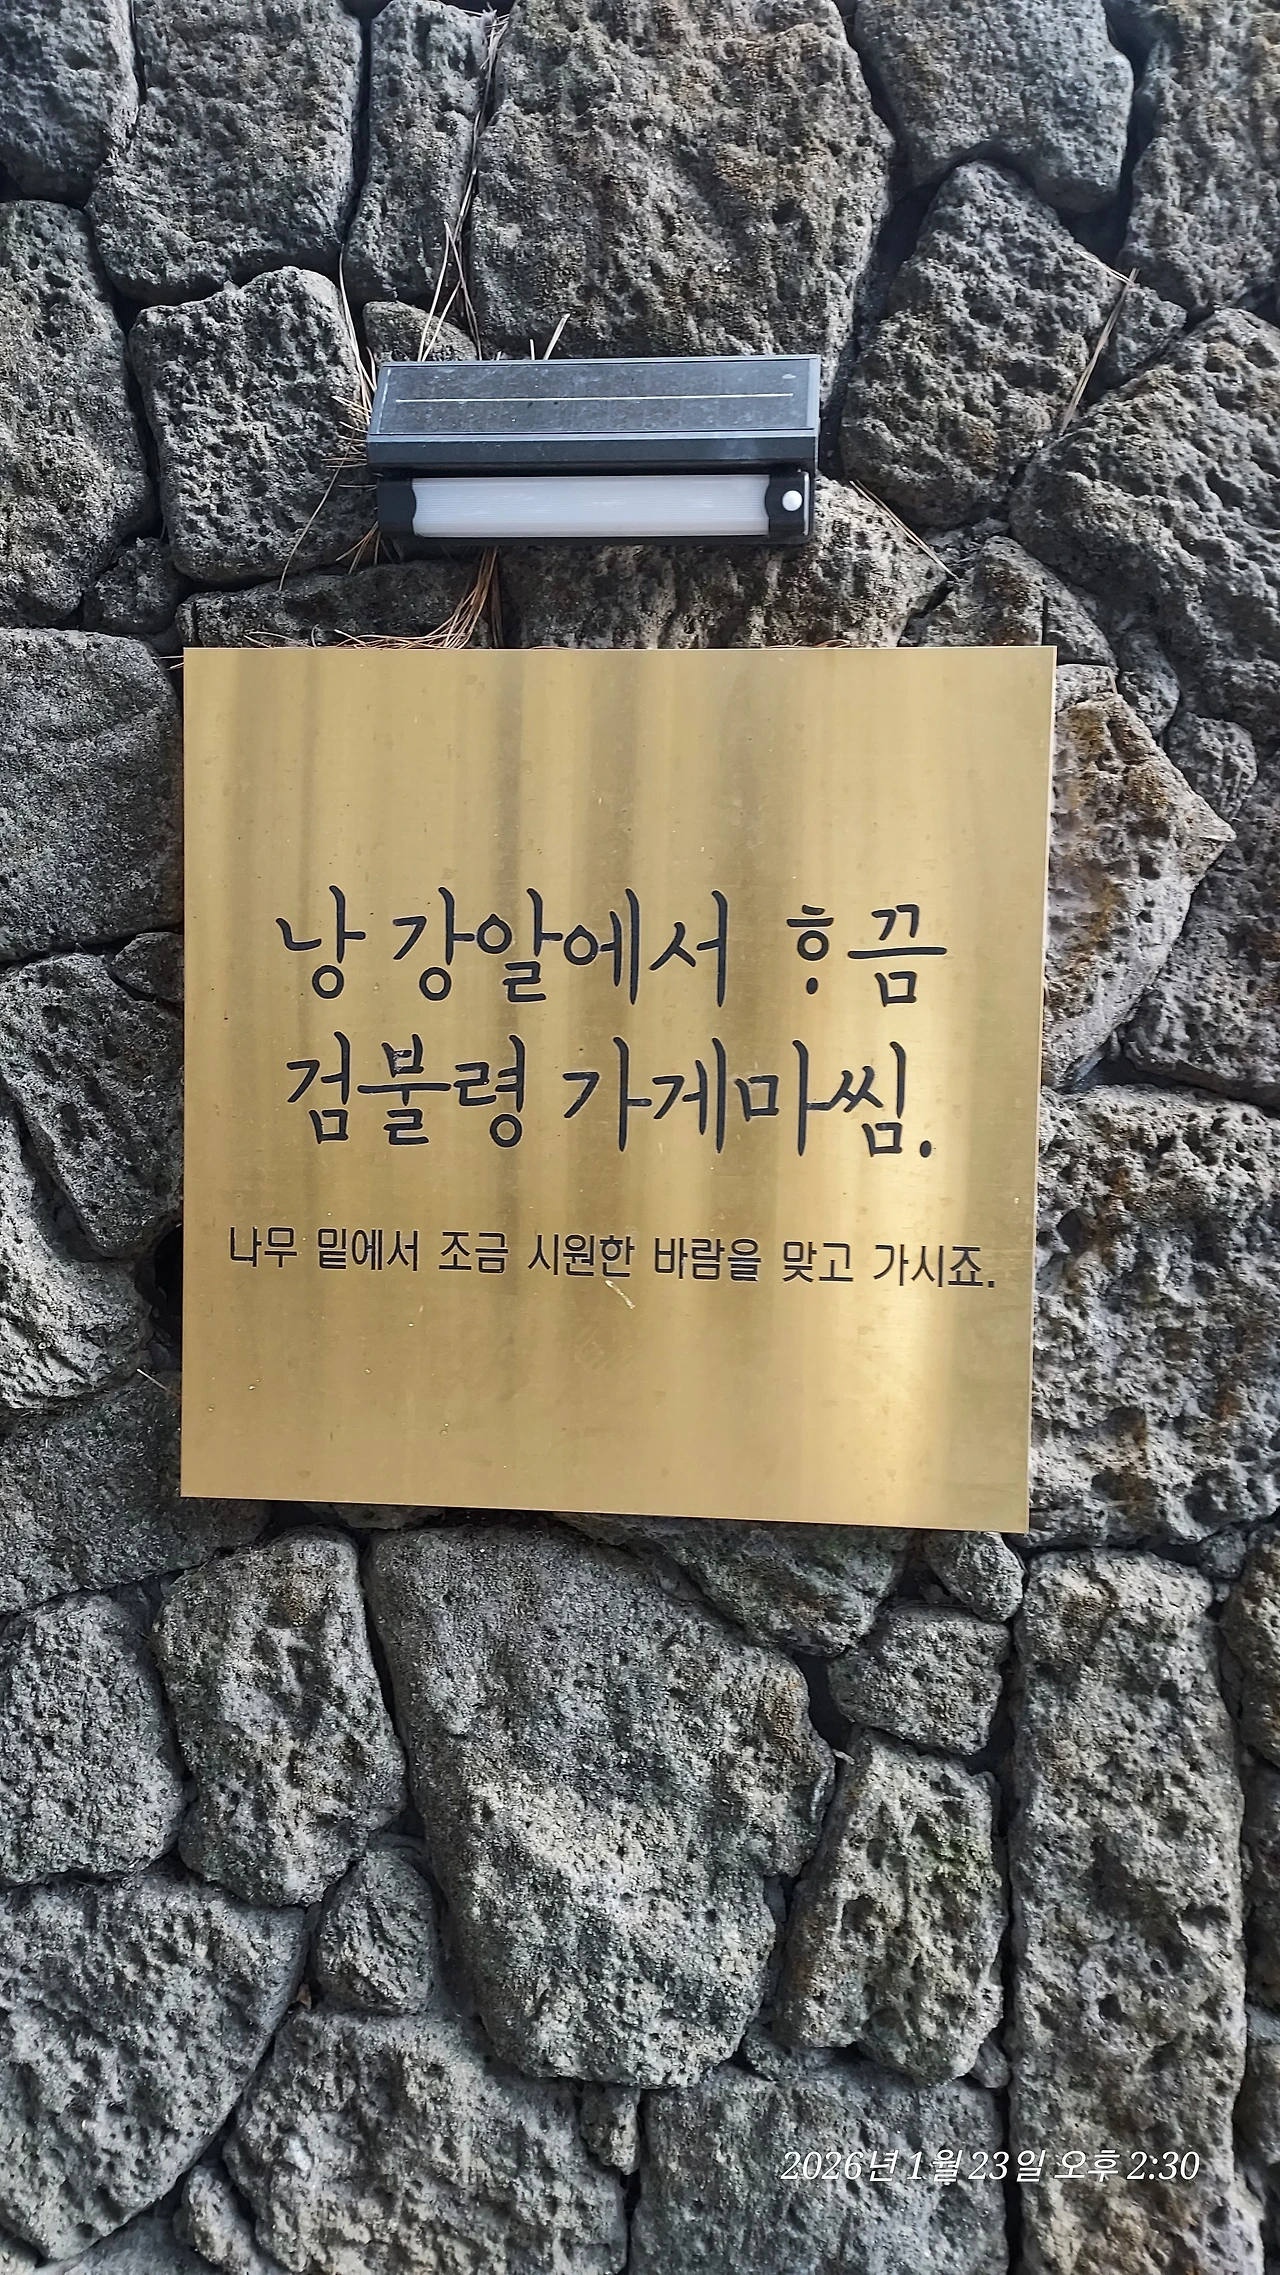 낭 강알에서 ᄒᆞ끔
검불령 가게마씸.
나무 밑에서 조금 시원한 바람을 맞고 가시죠.
2026년 1월 23일 오후 2:30